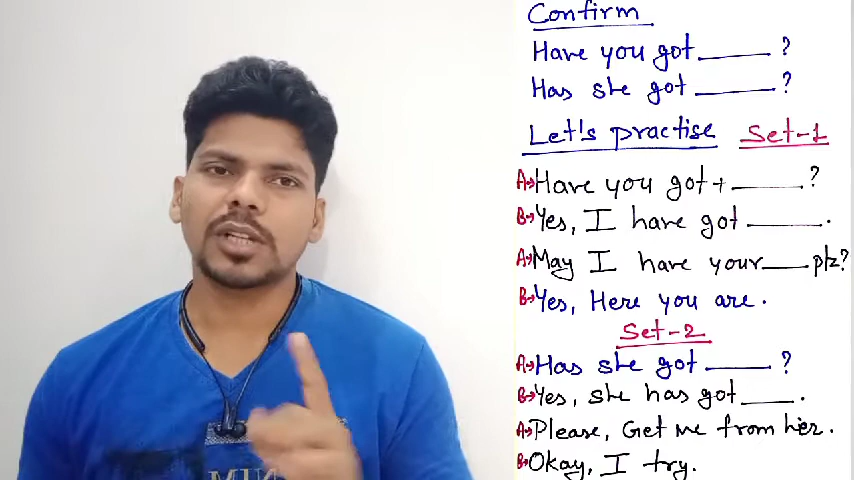 Confirm
Have you got ______ ?
Has she got ______ ?
Let's practise Set-1
A→Have you got + ______ ?
B→Yes, I have got ______ .
A→May I have your ____ plz?
B→Yes, Here you are.
Set-2
A→Has she got ______ ?
B→Yes, she has got ____ .
A→Please, Get me from her.
B→Okay, I try.